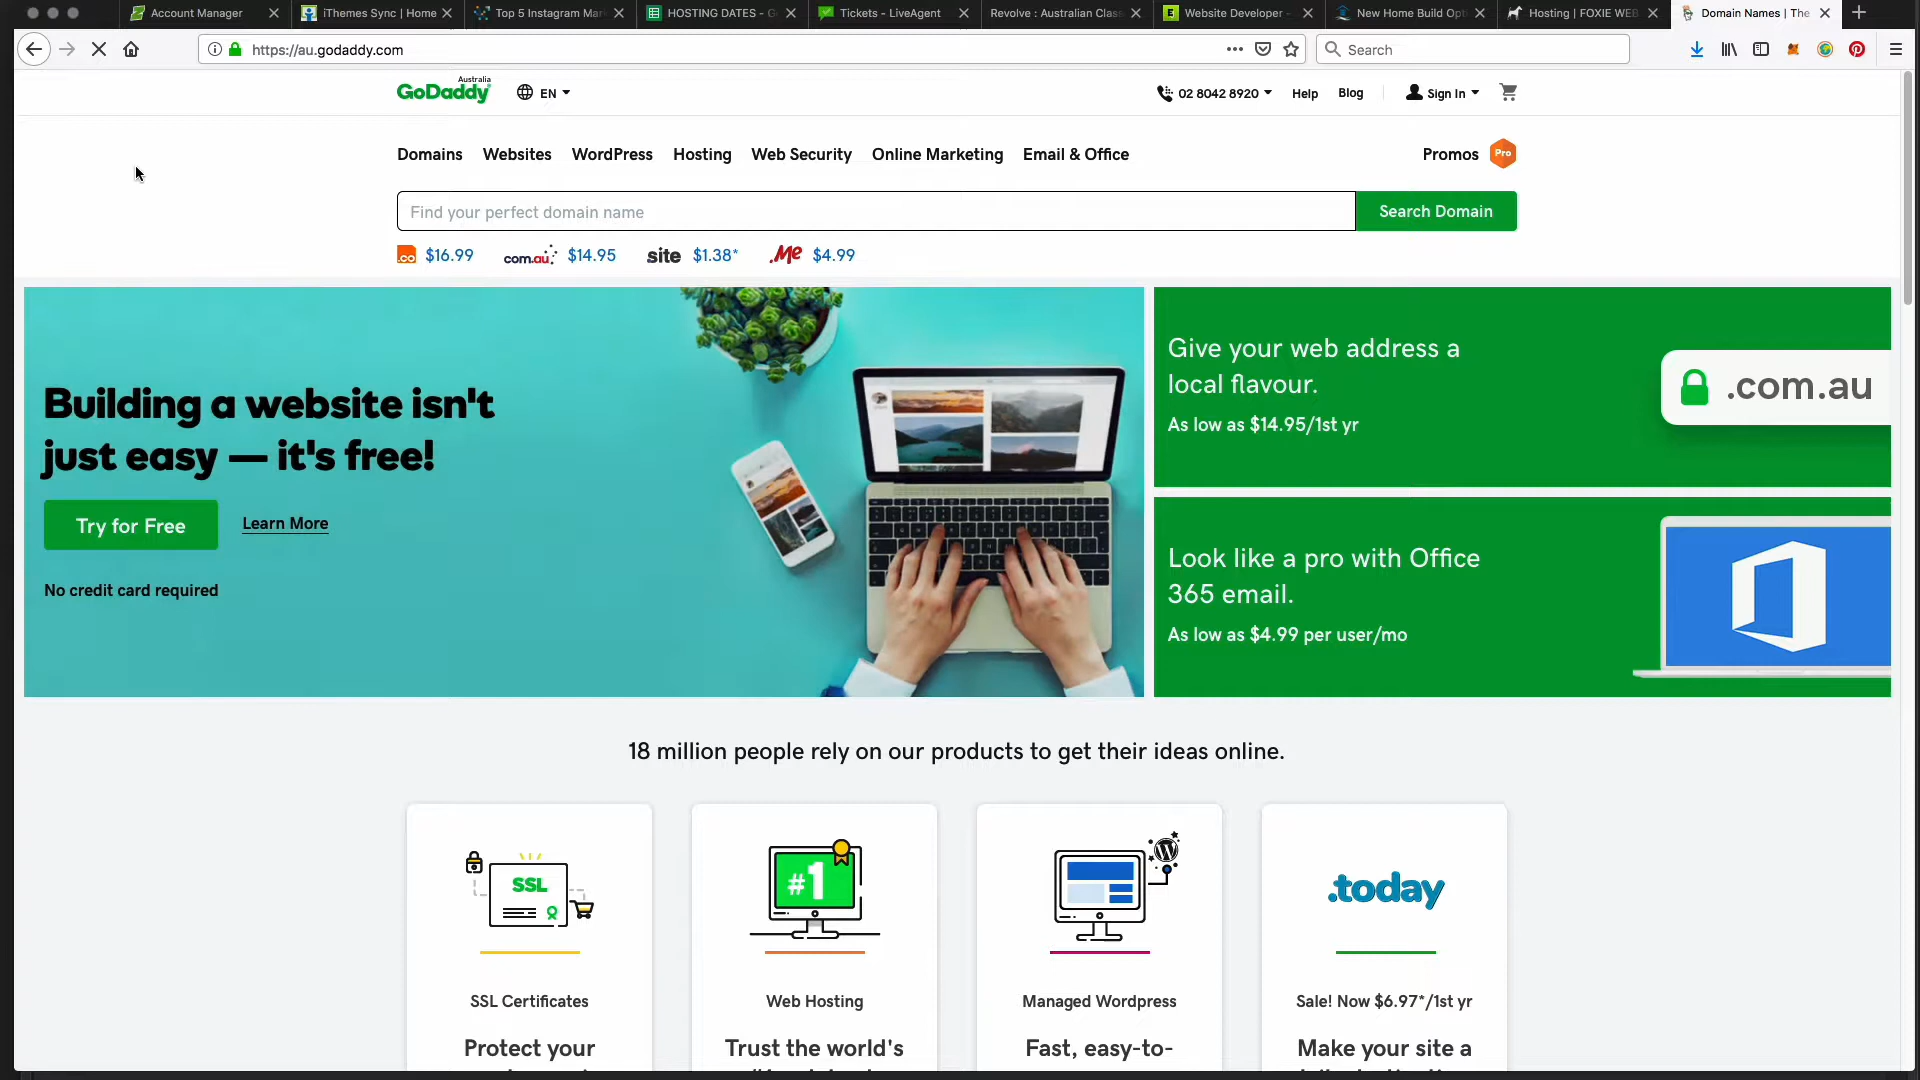 Account Manager
iThemes Sync | Home
Top 5 Instagram Mar
HOSTING DATES - G
Tickets - LiveAgent
Revolve : Australian Clas
Website Developer -
New Home Build Opt
Hosting | FOXIE WEB
Domain Names | The
https://au.godaddy.com
Search
Australia
GoDaddy
EN
02 8042 8920
Help
Blog
Sign In
Domains
Websites
WordPress
Hosting
Web Security
Online Marketing
Email & Office
Promos
Pro
Find your perfect domain name
Search Domain
.co $16.99
com.au $14.95
site $1.38*
.Me $4.99
Building a website isn't
just easy — it's free!
Try for Free
Learn More
No credit card required
Give your web address a
local flavour.
As low as $14.95/1st yr
.com.au
Look like a pro with Office
365 email.
As low as $4.99 per user/mo
18 million people rely on our products to get their ideas online.
SSL
SSL Certificates
Protect your
#1
Web Hosting
Trust the world's
Managed Wordpress
Fast, easy-to-
.today
Sale! Now $6.97*/1st yr
Make your site a